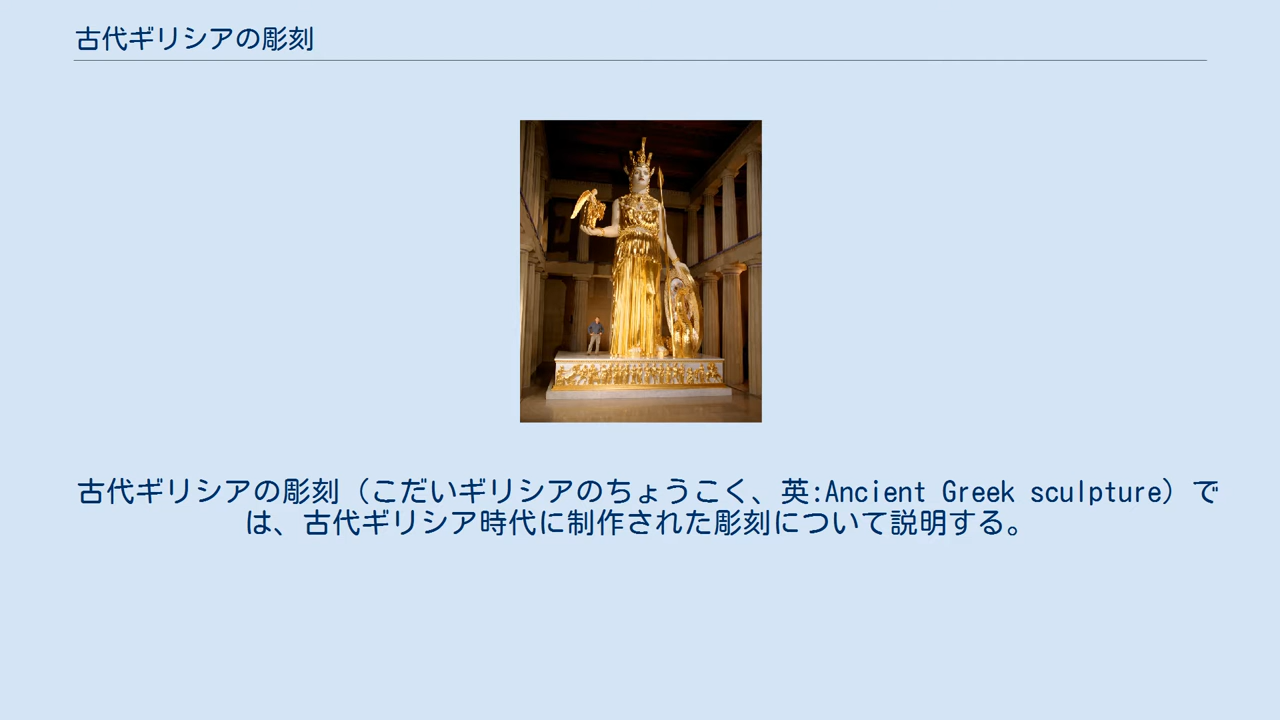 古代ギリシアの彫刻
古代ギリシアの彫刻（こだいギリシアのちょうこく、英:Ancient Greek sculpture）で
は、古代ギリシア時代に制作された彫刻について説明する。